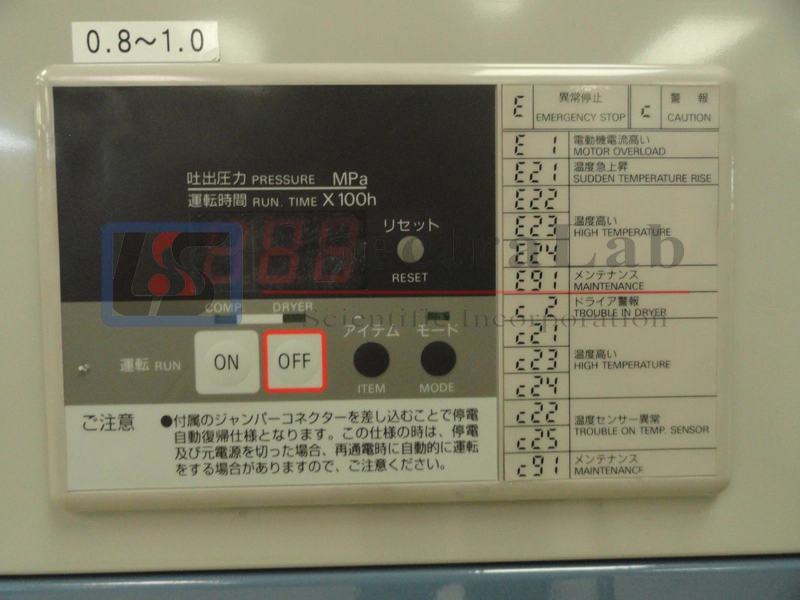 0.8～1.0
吐出圧力 PRESSURE MPa
運転時間 RUN. TIME ×100h
リセット
RESET
COMP. DRYER
運転 RUN ON OFF
アイテム モード
ITEM MODE
ご注意 ●付属のジャンパーコネクターを差し込むことで停電
自動復帰仕様となります。この仕様の時は、停電
及び元電源を切った場合、再通電時に自動的に運転
をする場合がありますので、ご注意ください。
E 異常停止 EMERGENCY STOP c 警報 CAUTION
E 1 電動機電流高い
MOTOR OVERLOAD
E21 温度急上昇
SUDDEN TEMPERATURE RISE
E22
E23 温度高い
HIGH TEMPERATURE
E24
E91 メンテナンス
MAINTENANCE
c 2 ドライア警報
TROUBLE IN DRYER
c21
c23 温度高い
HIGH TEMPERATURE
c24
c22 温度センサー異常
c25 TROUBLE ON TEMP. SENSOR
c91 メンテナンス
MAINTENANCE
SpectraLab
Scientific Incorporation